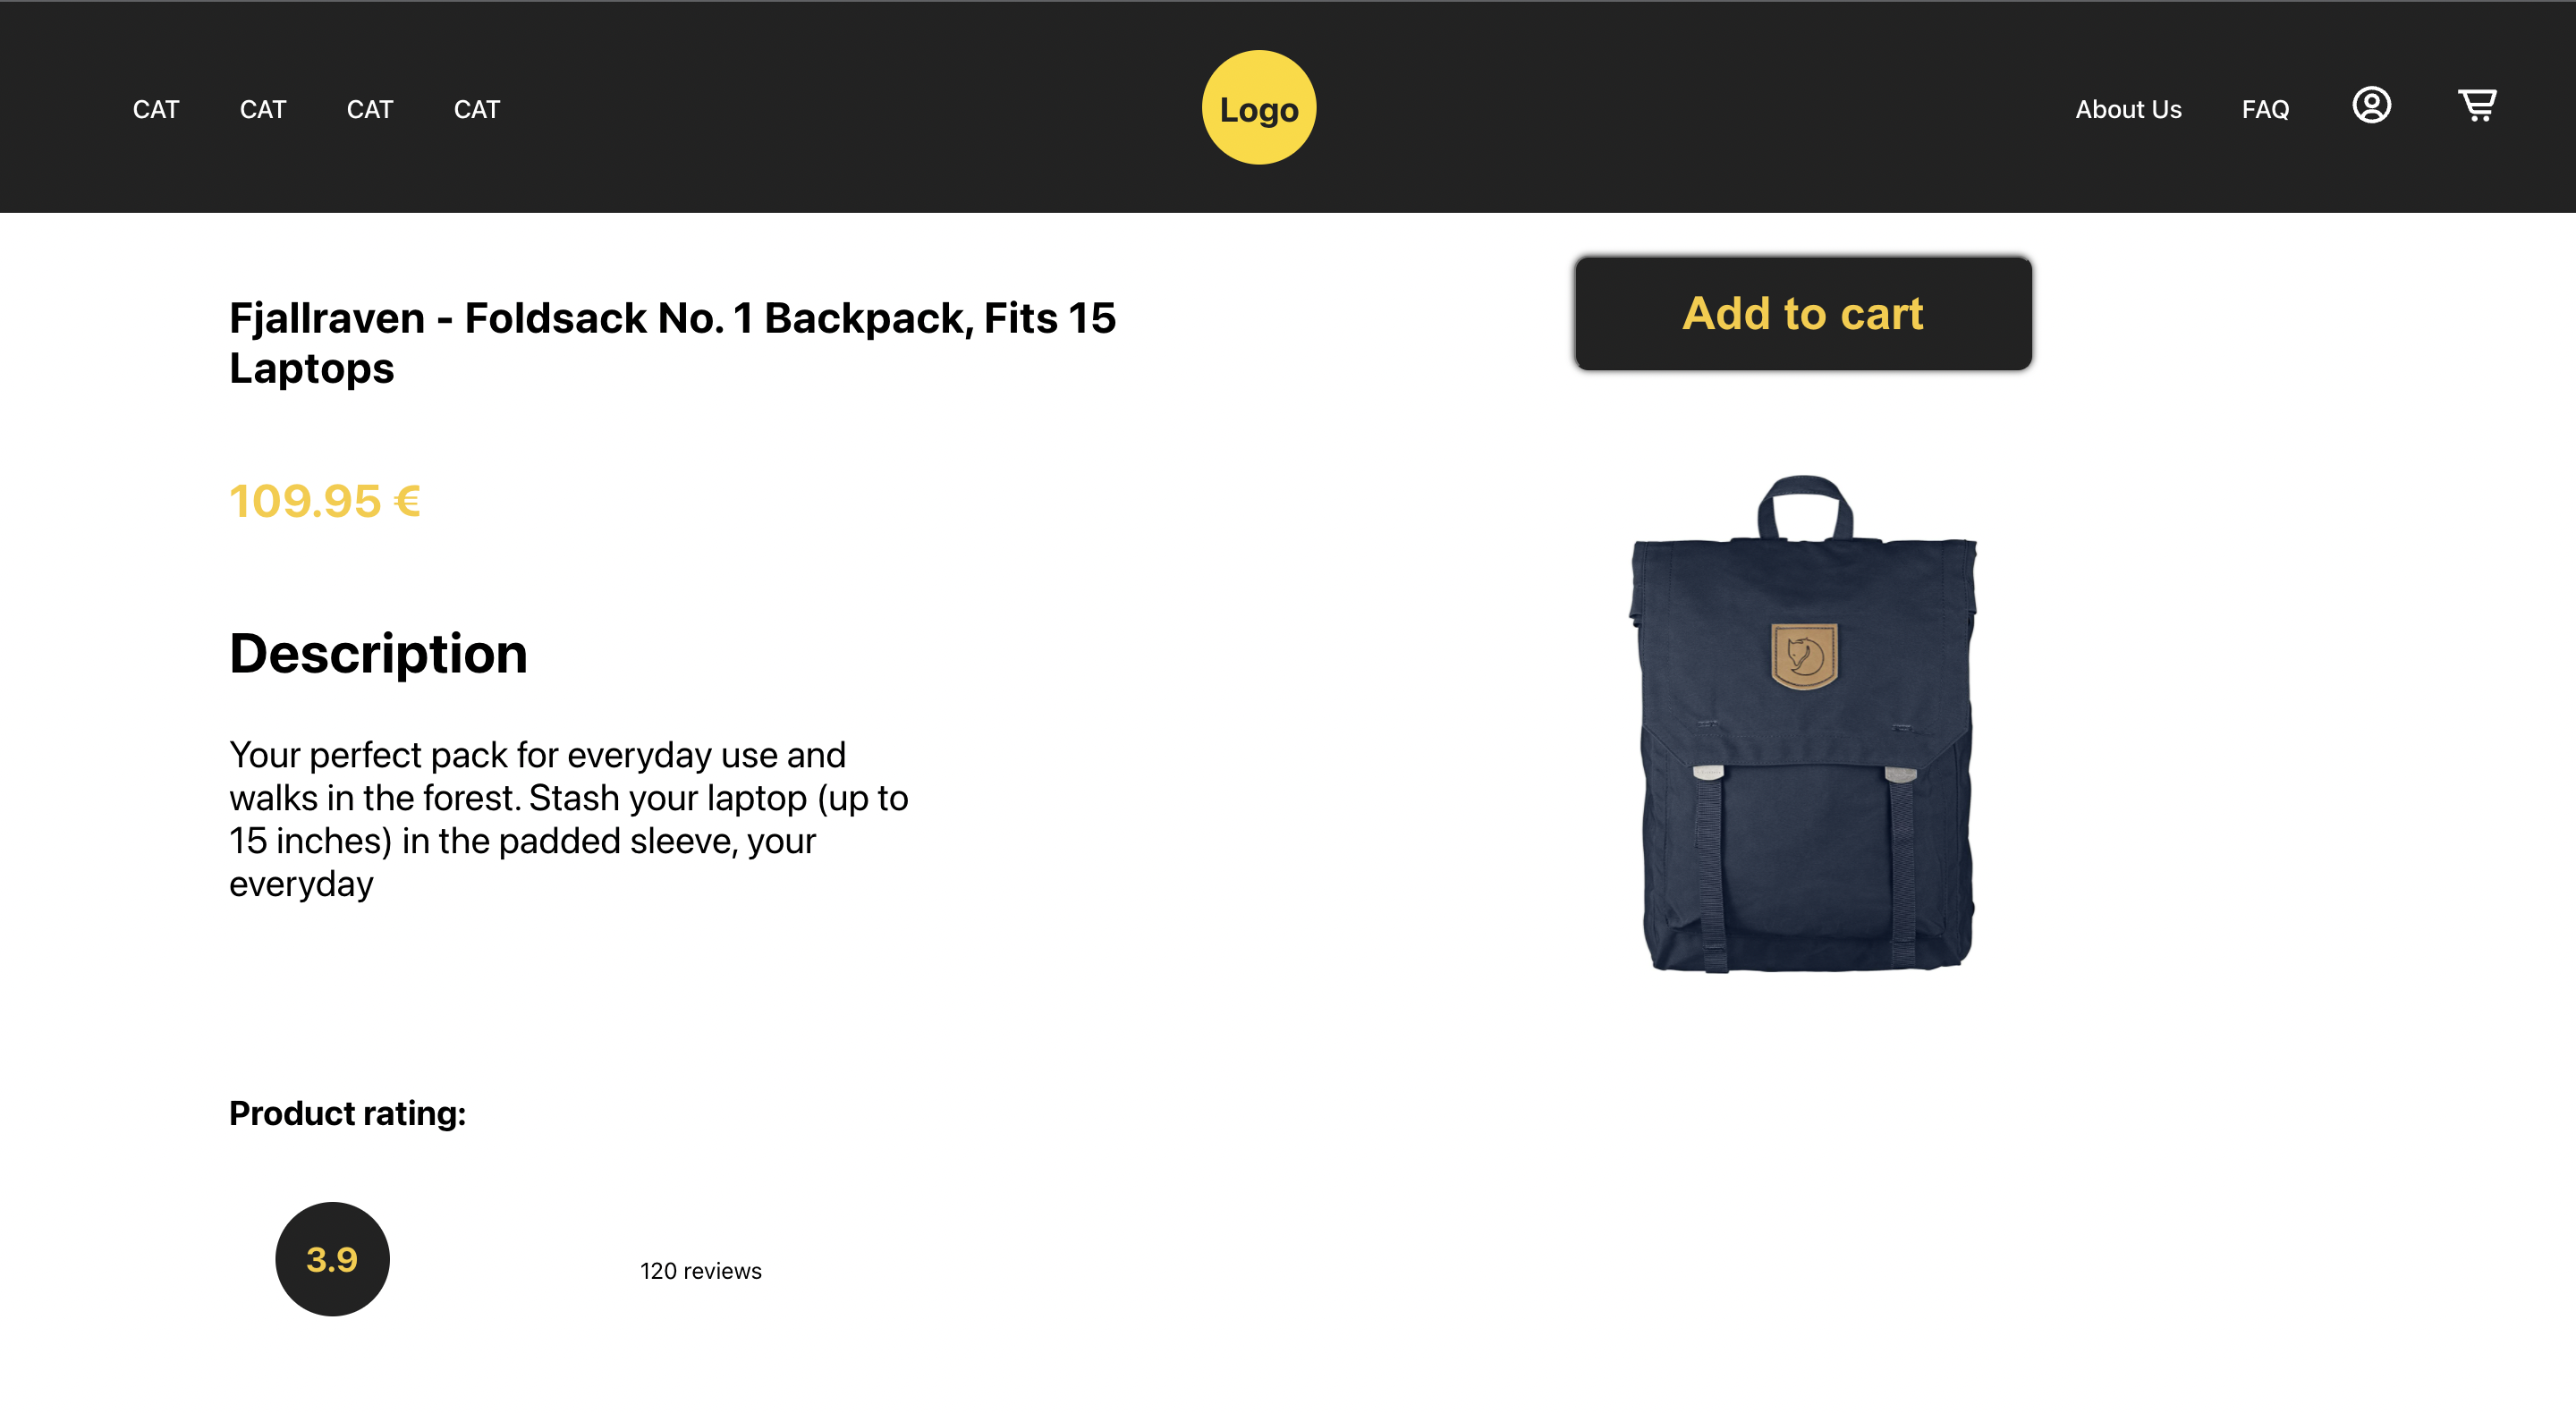 CAT CAT CAT CAT Logo About Us FAQ
Fjallraven - Foldsack No. 1 Backpack, Fits 15
Laptops
Add to cart
109.95 €
Description
Your perfect pack for everyday use and
walks in the forest. Stash your laptop (up to
15 inches) in the padded sleeve, your
everyday
Product rating:
3.9
120 reviews